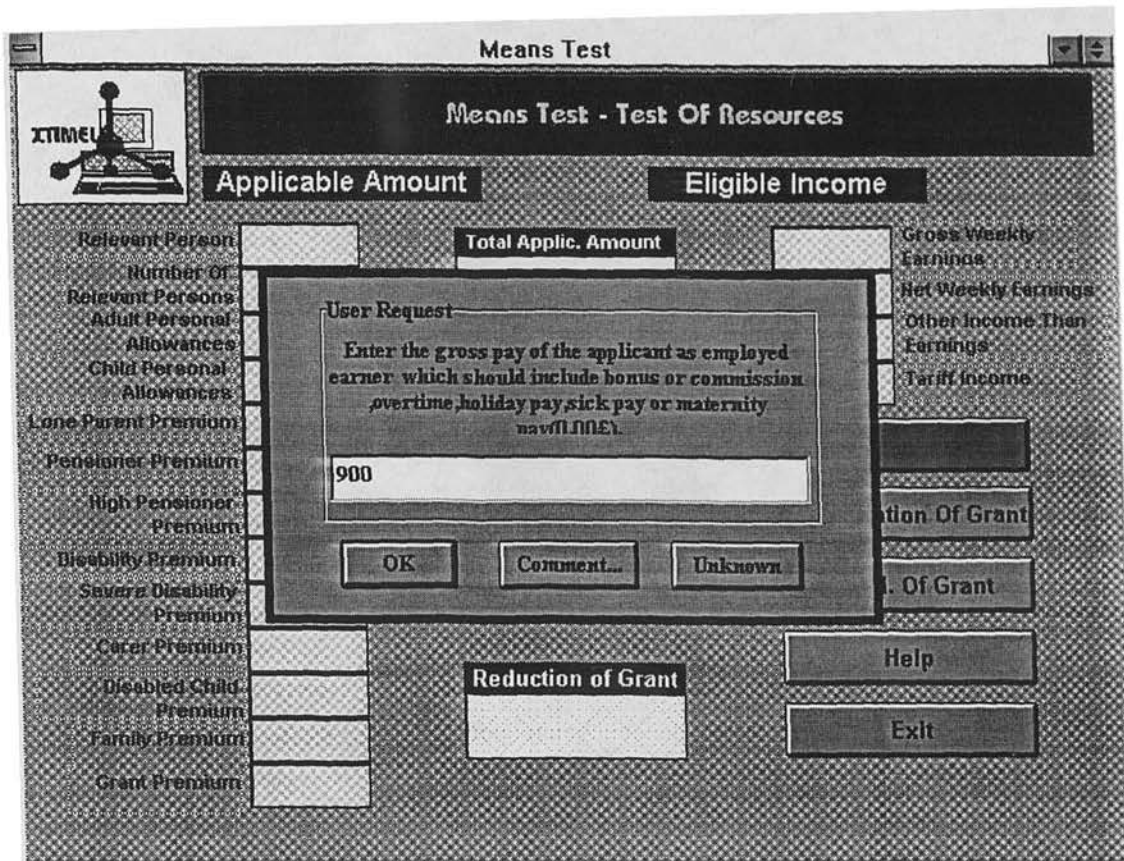 Means Test
Means Test - Test Of Resources
Applicable Amount
Eligible Income
Relevant Person
Number Of
Relevant Persons
Adult Personal
Allowances
Child Personal
Allowances
Lone Parent Premium
Pensioner Premium
High Pensioner
Premium
Disability Premium
Severe Disability
Premium
Carer Premium
Disabled Child
Premium
Family Premium
Grant Premium
Total Applic. Amount
Gross Weekly
Earnings
Net Weekly Earnings
Other Income Than
Earnings
Tariff Income
User Request
Enter the gross pay of the applicant as employed
earner which should include bonus or commission
,overtime,holiday pay,sick pay or maternity
900
OK
Comment...
Unknown
tion Of Grant
. Of Grant
Reduction of Grant
Help
Exit